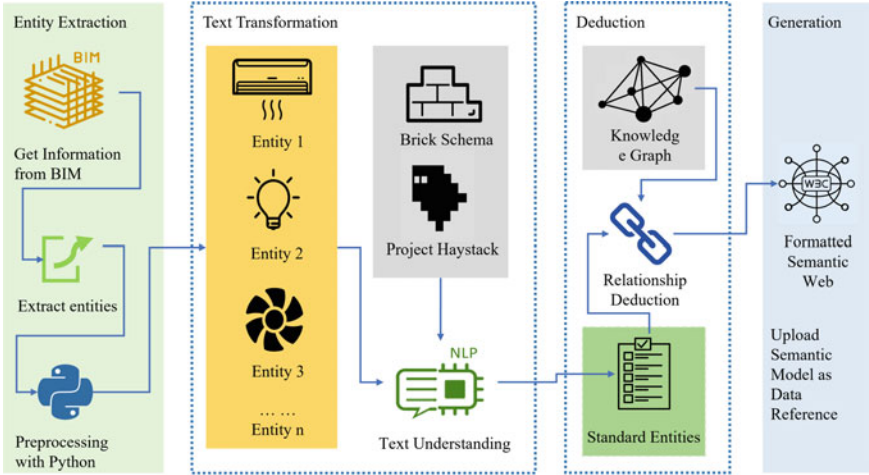 Entity Extraction
BIM
Get Information
from BIM
Extract entities
Preprocessing
with Python
Text Transformation
Entity 1
Entity 2
Entity 3
... ...
Entity n
Brick Schema
Project Haystack
NLP
Text Understanding
Deduction
Knowledg
e Graph
Relationship
Deduction
Standard Entities
Generation
W3C
Formatted
Semantic
Web
Upload
Semantic
Model as
Data
Reference